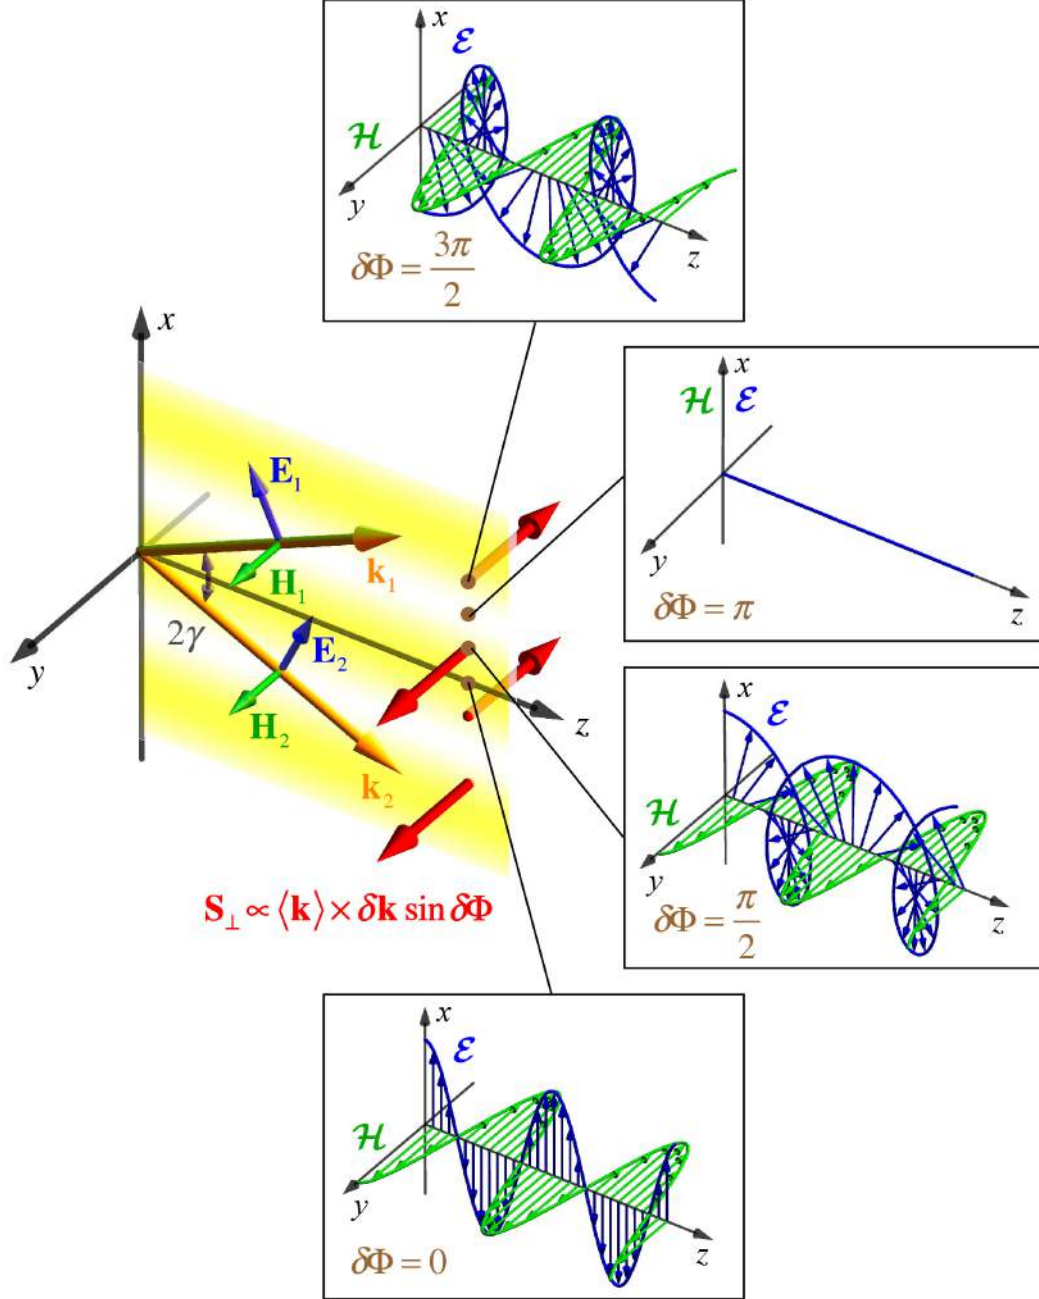 x
ℰ
ℋ
y
z
δΦ = 3π/2
x
x
ℋ ℰ
E₁
k₁
H₁
y
2γ
E₂
z
y
δΦ = π
z
H₂
k₂
x
ℰ
ℋ
y
δΦ = π/2
z
S⊥ ∝ ⟨k⟩ × δk sin δΦ
x
ℰ
ℋ
y
z
δΦ = 0